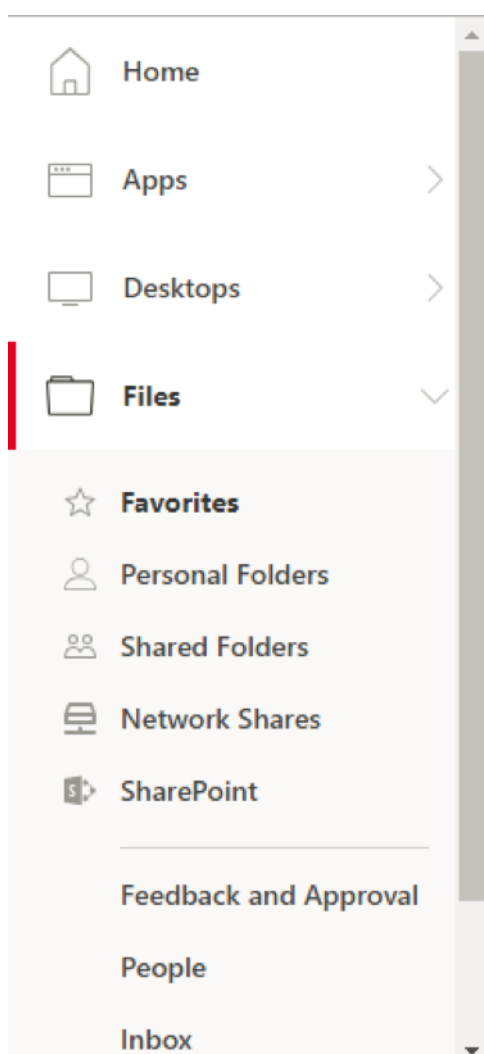 Home
Apps
Desktops
Files
Favorites
Personal Folders
Shared Folders
Network Shares
SharePoint
Feedback and Approval
People
Inbox